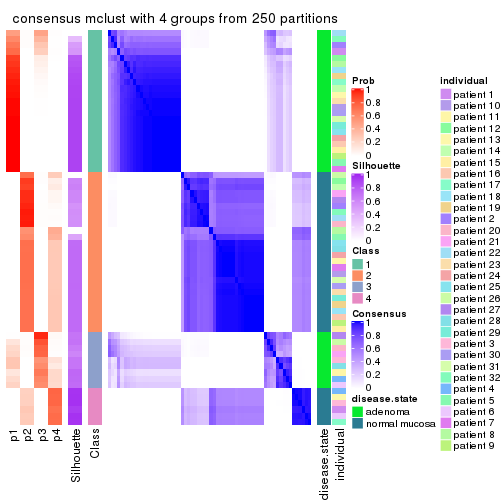 consensus mclust with 4 groups from 250 partitions
Prob
1
0.8
0.6
0.4
0.2
0
Silhouette
1
0.8
0.6
0.4
0.2
0
Class
1
2
3
4
Consensus
1
0.8
0.6
0.4
0.2
0
disease.state
adenoma
normal mucosa
individual
patient 1
patient 10
patient 11
patient 12
patient 13
patient 14
patient 15
patient 16
patient 17
patient 18
patient 19
patient 2
patient 20
patient 21
patient 22
patient 23
patient 24
patient 25
patient 26
patient 27
patient 28
patient 29
patient 3
patient 30
patient 31
patient 32
patient 4
patient 5
patient 6
patient 7
patient 8
patient 9
p1
p2
p3
p4
Silhouette
Class
disease.state
individual